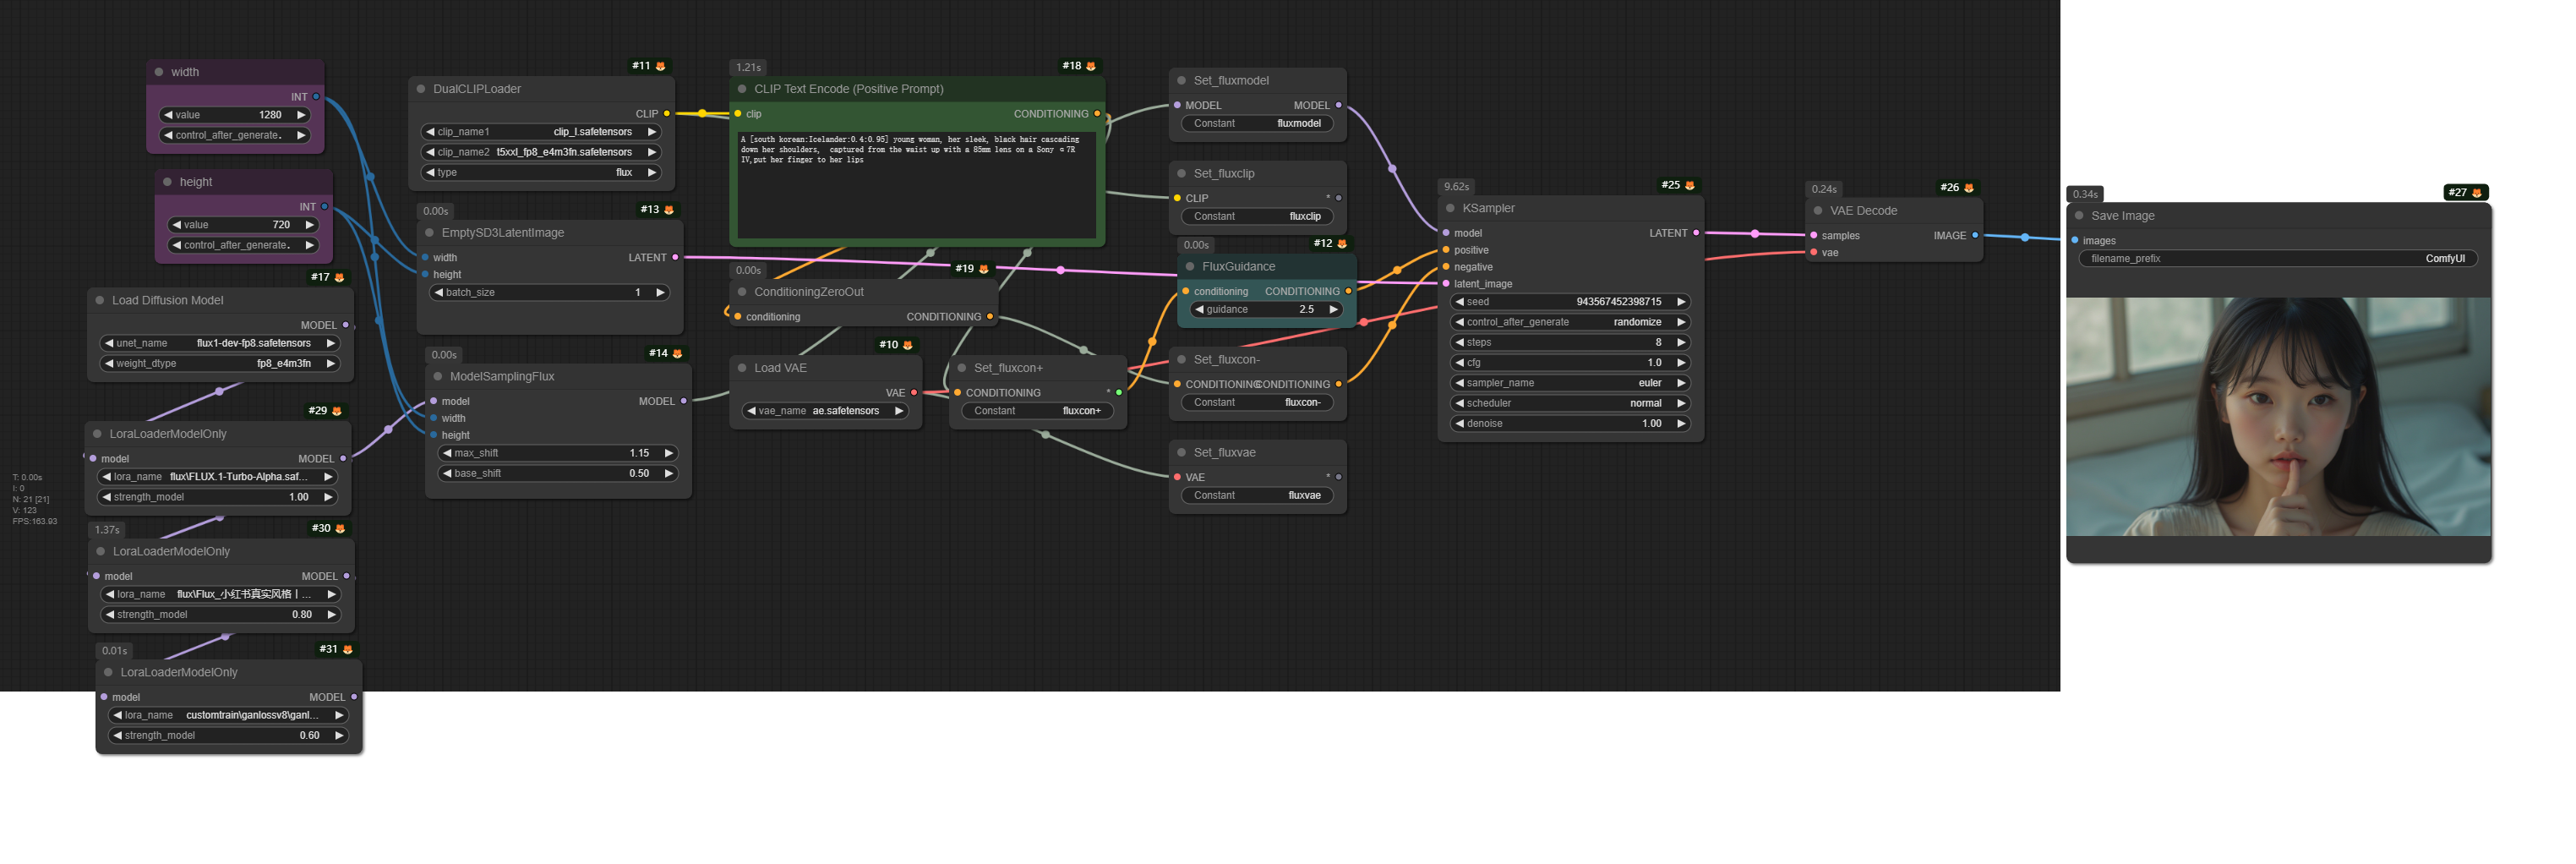 width
INT
value 1280
control_after_generate.
height
INT
value 720
control_after_generate.
#17
Load Diffusion Model
MODEL
unet_name flux1-dev-fp8.safetensors
weight_dtype fp8_e4m3fn
#29
LoraLoaderModelOnly
model MODEL
lora_name flux\FLUX.1-Turbo-Alpha.saf...
strength_model 1.00
T: 0.00s
I: 0
N: 21 [21]
V: 123
FPS:163.93
1.37s #30
LoraLoaderModelOnly
model MODEL
lora_name flux\Flux_小红书真实风格丨...
strength_model 0.80
0.01s #31
LoraLoaderModelOnly
model MODEL
lora_name customtrain\ganlossv8\ganl...
strength_model 0.60
#11
DualCLIPLoader
CLIP
clip_name1 clip_l.safetensors
clip_name2 t5xxl_fp8_e4m3fn.safetensors
type flux
0.00s #13
EmptySD3LatentImage
width LATENT
height
batch_size 1
0.00s #14
ModelSamplingFlux
model MODEL
width
height
max_shift 1.15
base_shift 0.50
1.21s #18
CLIP Text Encode (Positive Prompt)
clip CONDITIONING
A [south korean:Icelander:0.4:0.95] young woman, her sleek, black hair cascading
down her shoulders, captured from the waist up with a 85mm lens on a Sony α 7R
IV,put her finger to her lips
0.00s #19
ConditioningZeroOut
conditioning CONDITIONING
#10
Load VAE
VAE
vae_name ae.safetensors
Set_fluxcon+
CONDITIONING *
Constant fluxcon+
Set_fluxmodel
MODEL MODEL
Constant fluxmodel
Set_fluxclip
CLIP *
Constant fluxclip
0.00s #12
FluxGuidance
conditioning CONDITIONING
guidance 2.5
Set_fluxcon-
CONDITIONING CONDITIONING
Constant fluxcon-
Set_fluxvae
VAE *
Constant fluxvae
9.62s #25
KSampler
model LATENT
positive
negative
latent_image
seed 943567452398715
control_after_generate randomize
steps 8
cfg 1.0
sampler_name euler
scheduler normal
denoise 1.00
0.24s #26
VAE Decode
samples IMAGE
vae
0.34s #27
Save Image
images
filename_prefix ComfyUI